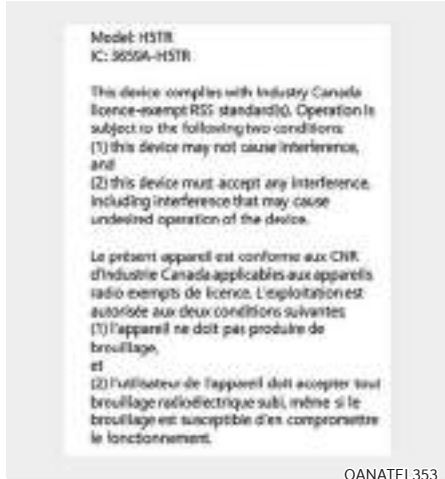 Model: HSTR
IC: 3659A-HSTR
This device complies with Industry Canada
licence-exempt RSS standard(s). Operation is
subject to the following two conditions:
(1) this device may not cause interference,
and
(2) this device must accept any interference,
including interference that may cause
undesired operation of the device.
Le présent appareil est conforme aux CNR
d'Industrie Canada applicables aux appareils
radio exempts de licence. L'exploitation est
autorisée aux deux conditions suivantes:
(1) l'appareil ne doit pas produire de
brouillage,
et
(2) l'utilisateur de l'appareil doit accepter tout
brouillage radioélectrique subi, même si le
brouillage est susceptible d'en compromettre
le fonctionnement.
OANATEL353